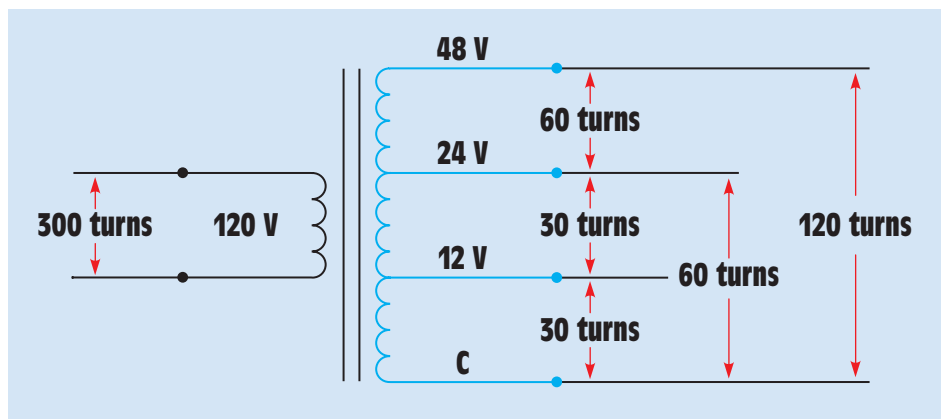 48 V
60 turns
24 V
300 turns
120 V
30 turns
120 turns
12 V
60 turns
30 turns
C